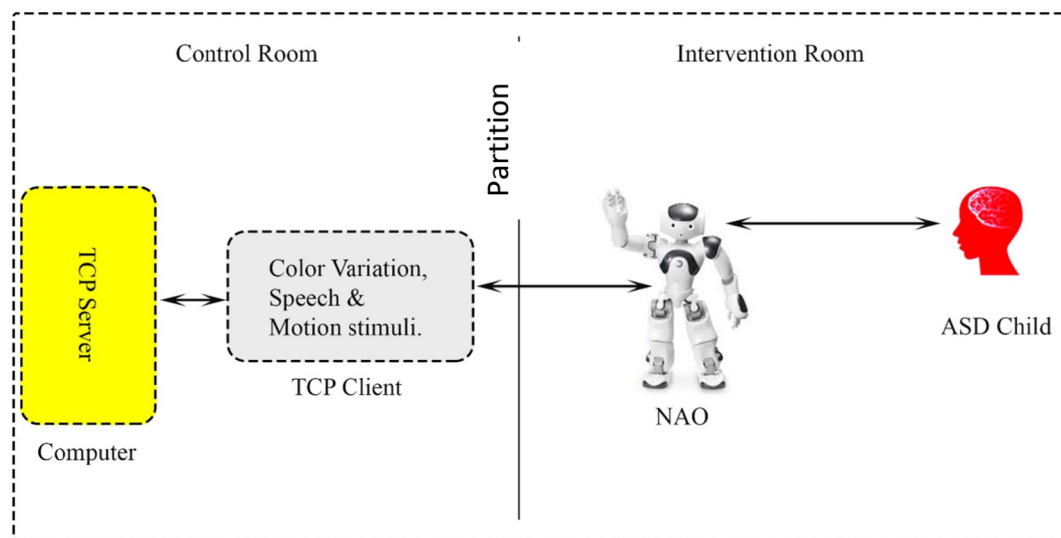 Control Room
Intervention Room
Partition
TCP Server
Color Variation,
Speech &
Motion stimuli.
TCP Client
Computer
NAO
ASD Child